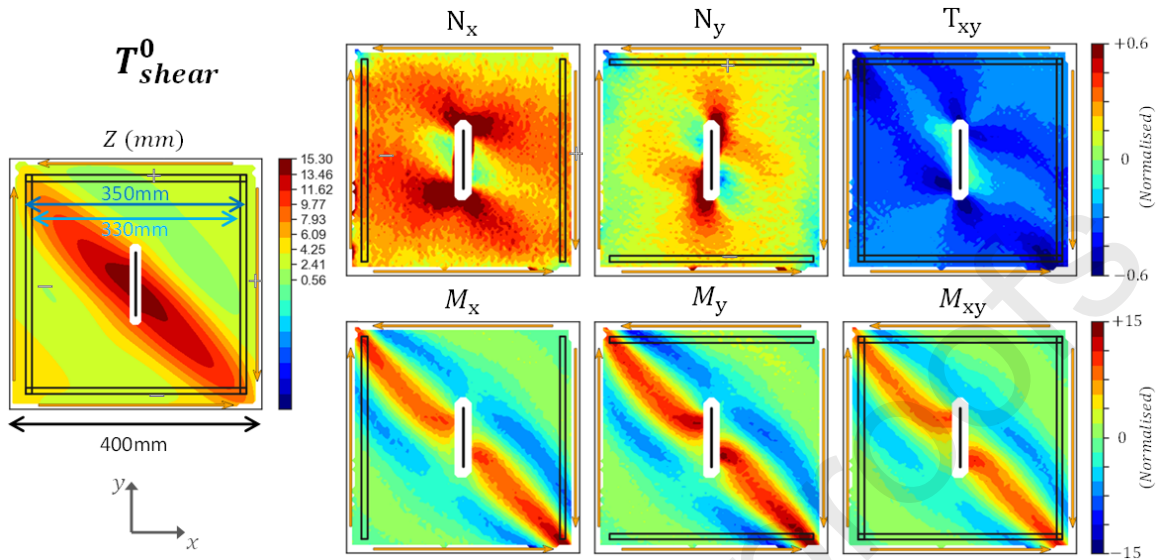 T⁰shear
Z (mm)
350mm
330mm
400mm
y
x
15.30
13.46
11.62
9.77
7.93
6.09
4.25
2.41
0.56
Nx
Ny
Txy
+0.6
0
−0.6
(Normalised)
Mx
My
Mxy
+15
0
−15
(Normalised)